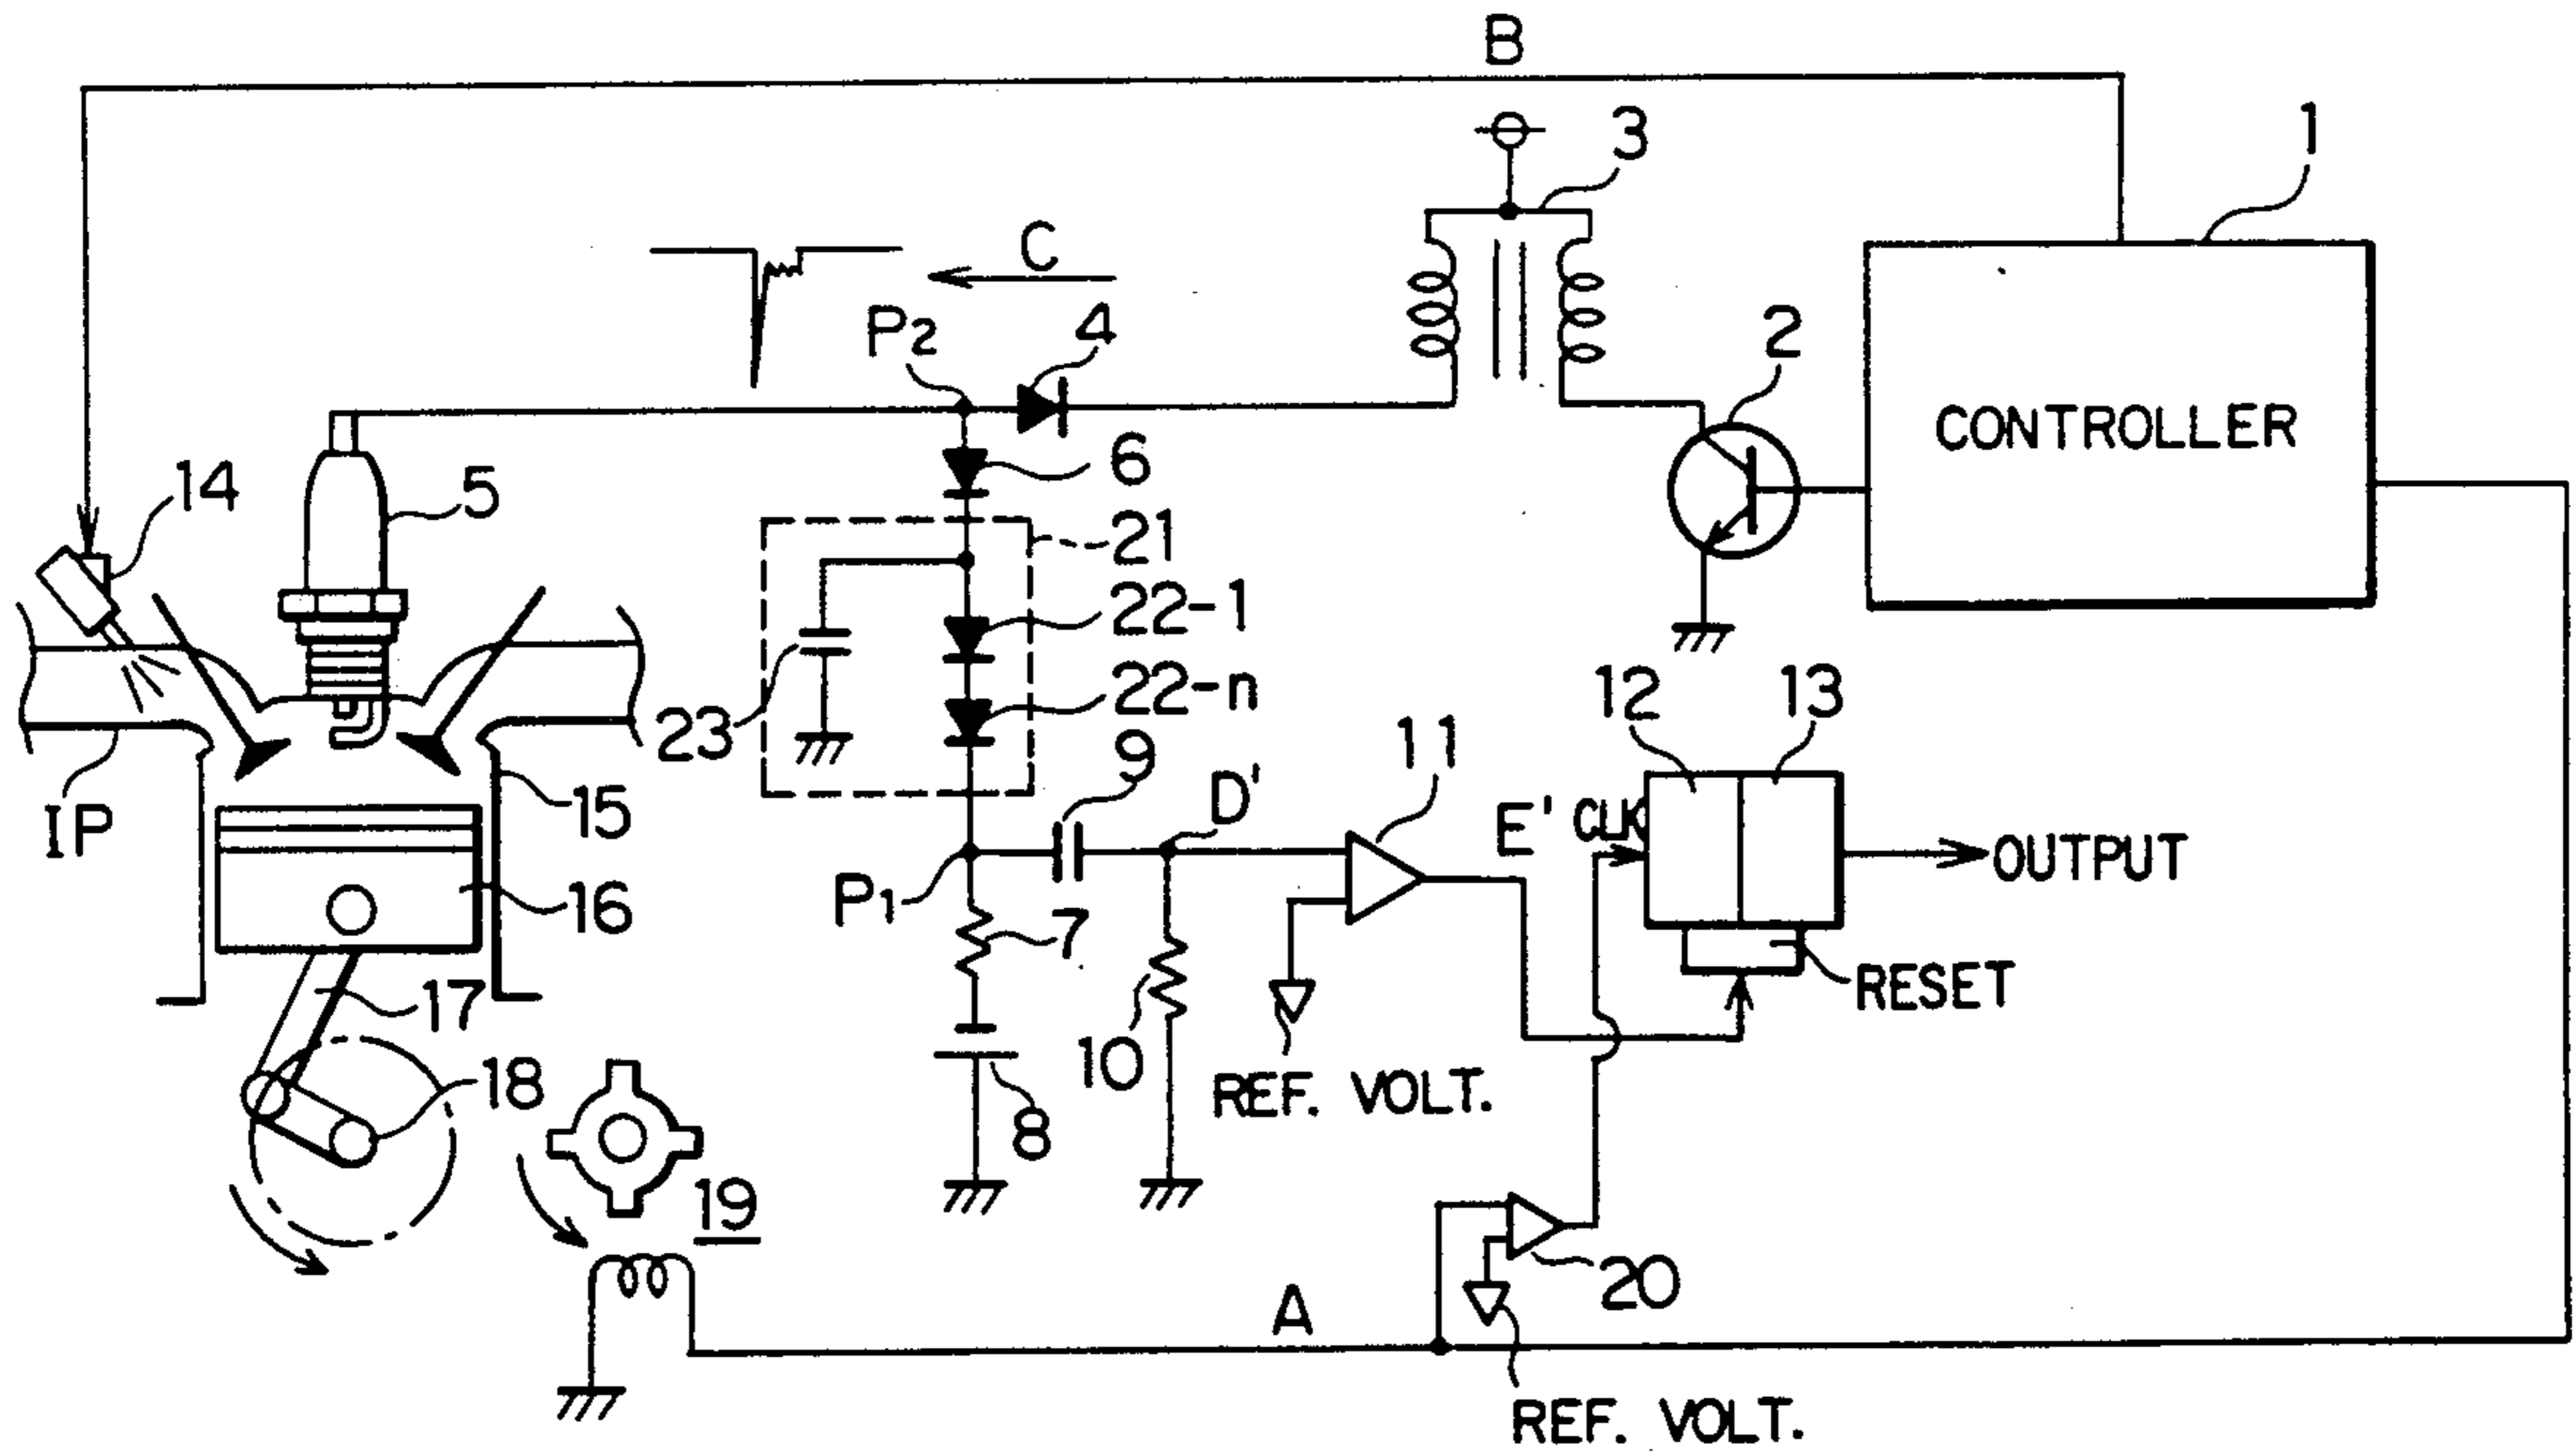 B
3
1
C
P2
4
2
CONTROLLER
14
5
6
21
22-1
22-n
23
12
13
11
9
D'
E'
CLK
OUTPUT
IP
15
16
P1
7
RESET
17
10
REF. VOLT.
18
8
19
20
A
REF. VOLT.